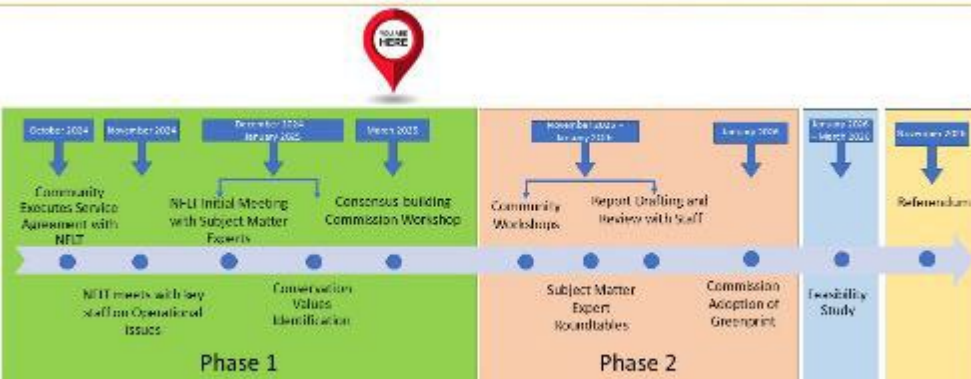 YOU ARE
HERE
October 2024
November 2024
December 2024
January 2025
March 2025
November 2025 –
January 2026
January 2026
January 2026
– March 2026
November 2026
Community
Executes Service
Agreement with
NFLT
NFLT Initial Meeting
with Subject Matter
Experts
Consensus-building
Commission Workshop
Community
Workshops
Report Drafting and
Review with Staff
Referendum
NFLT meets with key
staff on Operational
Issues
Conservation
Values
Identification
Subject Matter
Expert
Roundtables
Commission
Adoption of
Greenprint
Feasibility
Study
Phase 1
Phase 2